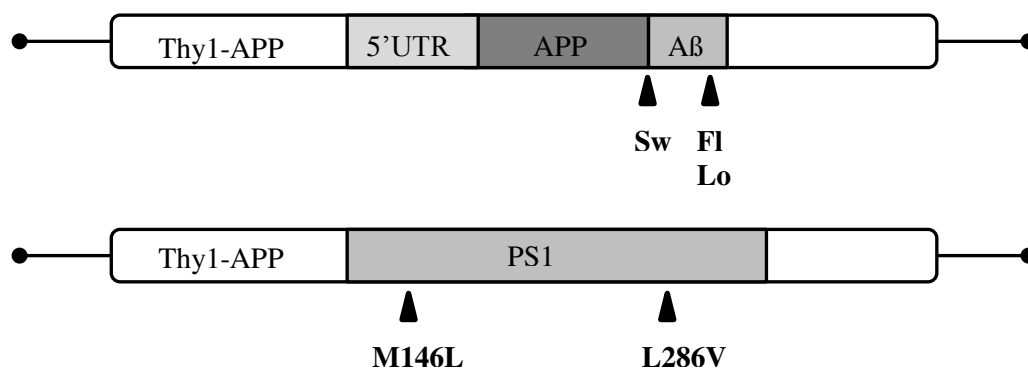 Thy1-APP 5’UTR APP Aß
Sw Fl
Lo
Thy1-APP PS1
M146L L286V